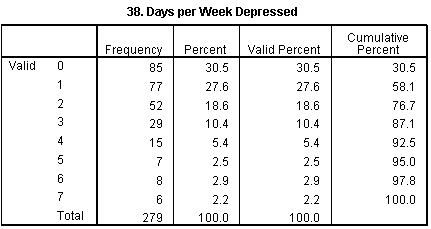 38. Days per Week Depressed
Frequency Percent Valid Percent Cumulative Percent
Valid 0 85 30.5 30.5 30.5
1 77 27.6 27.6 58.1
2 52 18.6 18.6 76.7
3 29 10.4 10.4 87.1
4 15 5.4 5.4 92.5
5 7 2.5 2.5 95.0
6 8 2.9 2.9 97.8
7 6 2.2 2.2 100.0
Total 279 100.0 100.0